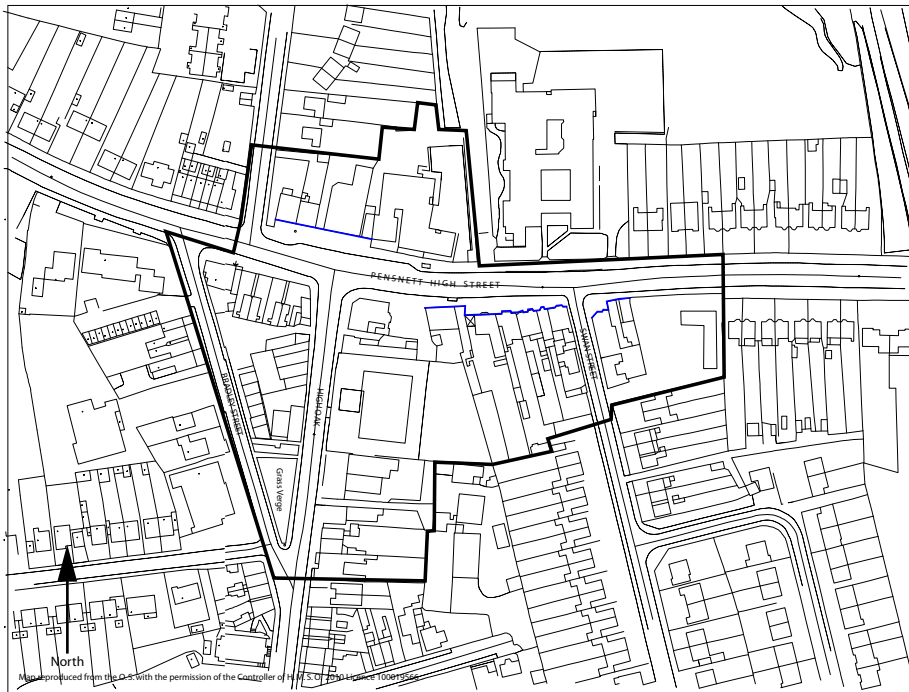 PENSNETT HIGH STREET
SWAN STREET
BRADLEY STREET
HIGH OAK
Grass Verge
North
Map reproduced from the O.S. with the permission of the Controller of H.M.S.O. 2010 Licence 100019566